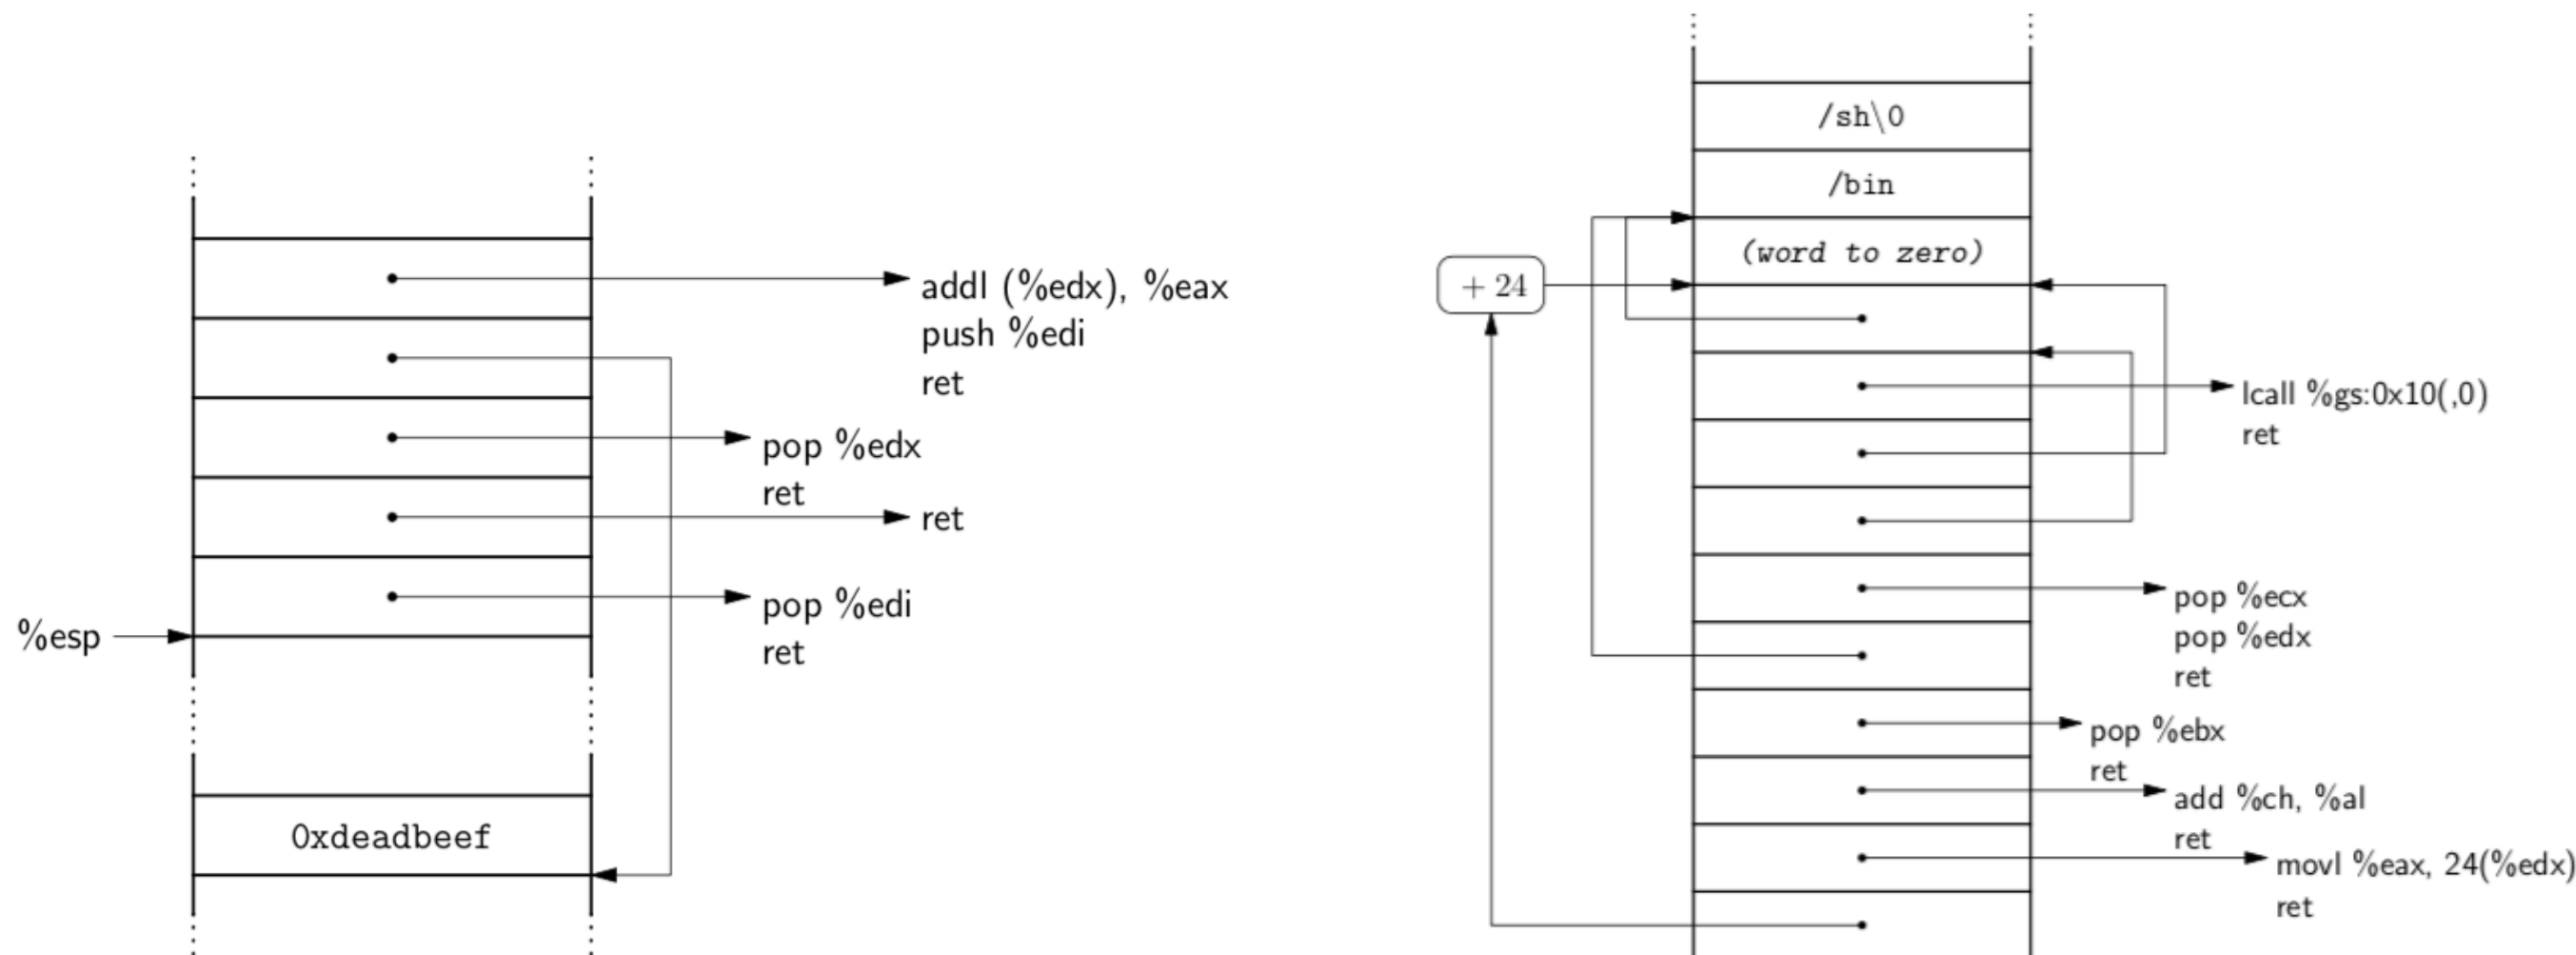 addl (%edx), %eax
push %edi
ret
pop %edx
ret
ret
pop %edi
ret
%esp
0xdeadbeef
/sh\0
/bin
(word to zero)
+ 24
lcall %gs:0x10(,0)
ret
pop %ecx
pop %edx
ret
pop %ebx
ret
add %ch, %al
ret
movl %eax, 24(%edx)
ret